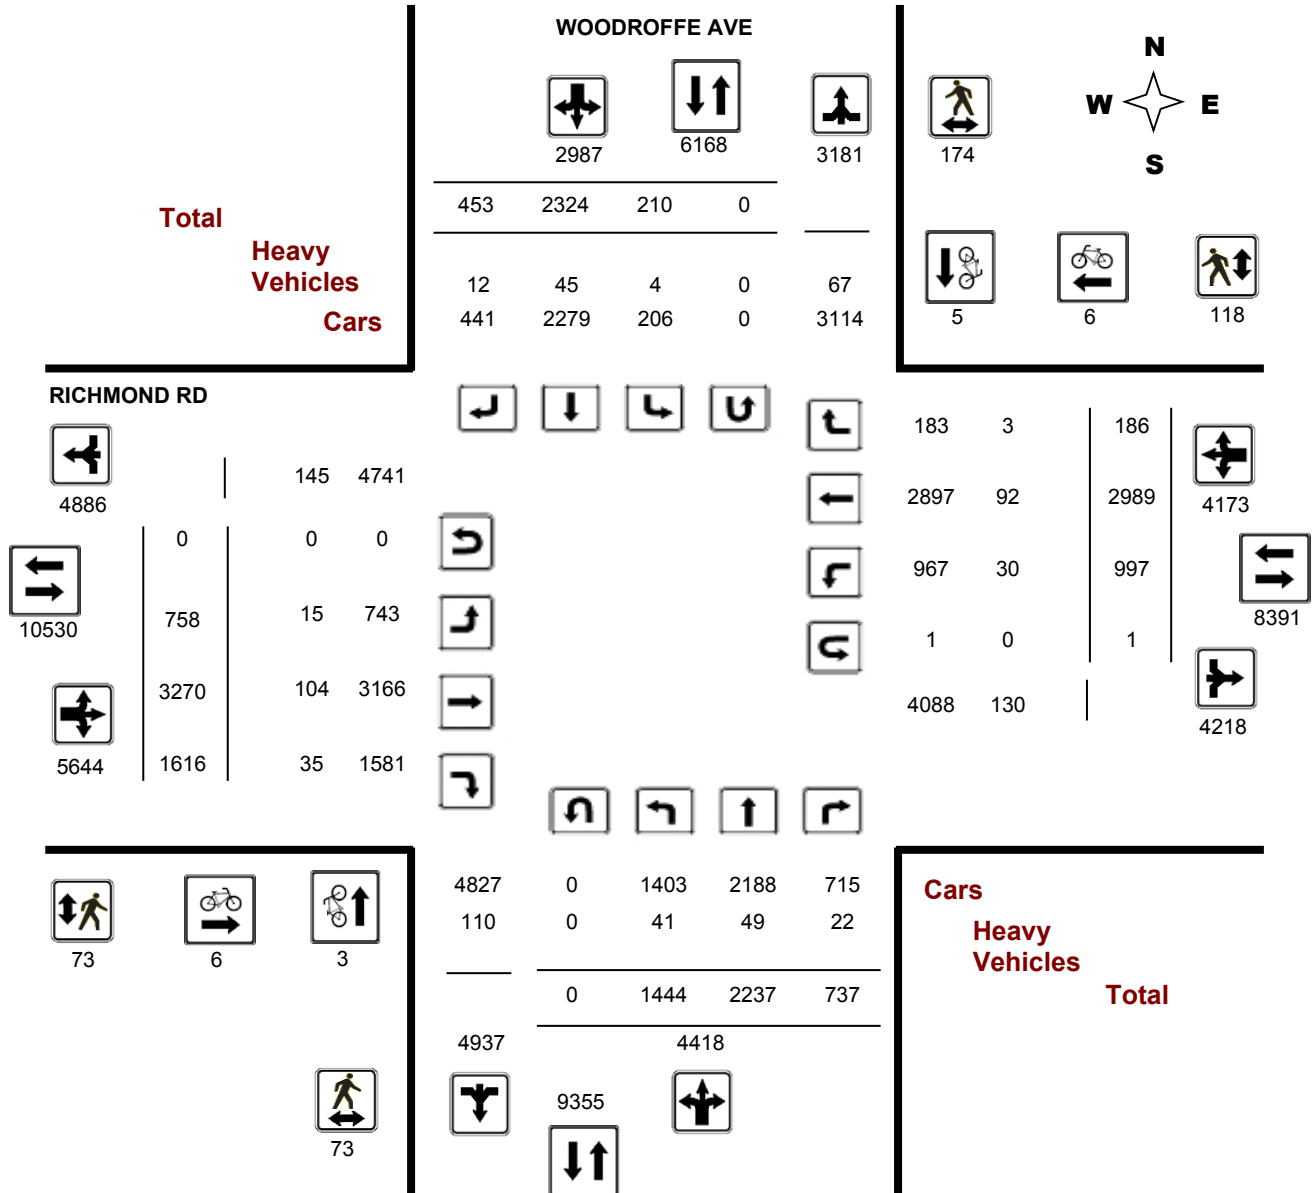 WOODROFFE AVE
N
W E
S
2987 6168 3181 174
453 2324 210 0
Total
Heavy
Vehicles
12 45 4 0 67
Cars
441 2279 206 0 3114
5 6 118
RICHMOND RD
183 3 186
145 4741
4886
2897 92 2989 4173
0 0 0
967 30 997
10530
758 15 743
8391
1 0 1
3270 104 3166
4088 130
4218
5644
1616 35 1581
4827 0 1403 2188 715
Cars
110 0 41 49 22
Heavy
Vehicles
73 6 3
0 1444 2237 737
Total
4937 4418
9355
73